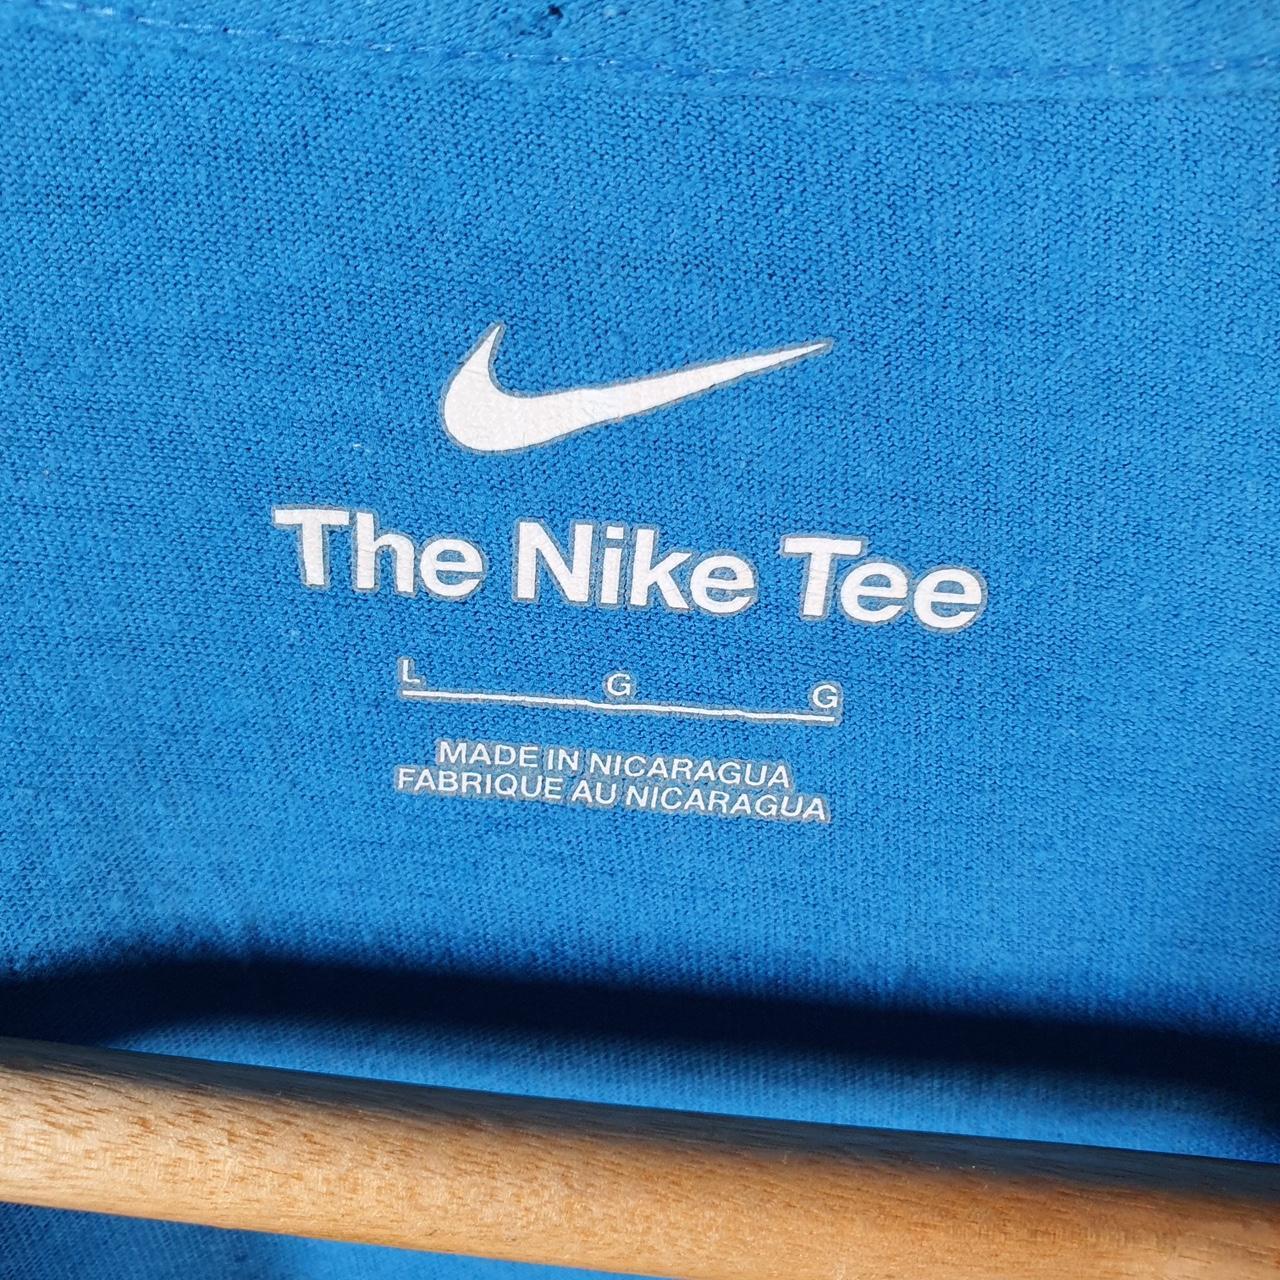 The Nike Tee
L G G
MADE IN NICARAGUA
FABRIQUE AU NICARAGUA